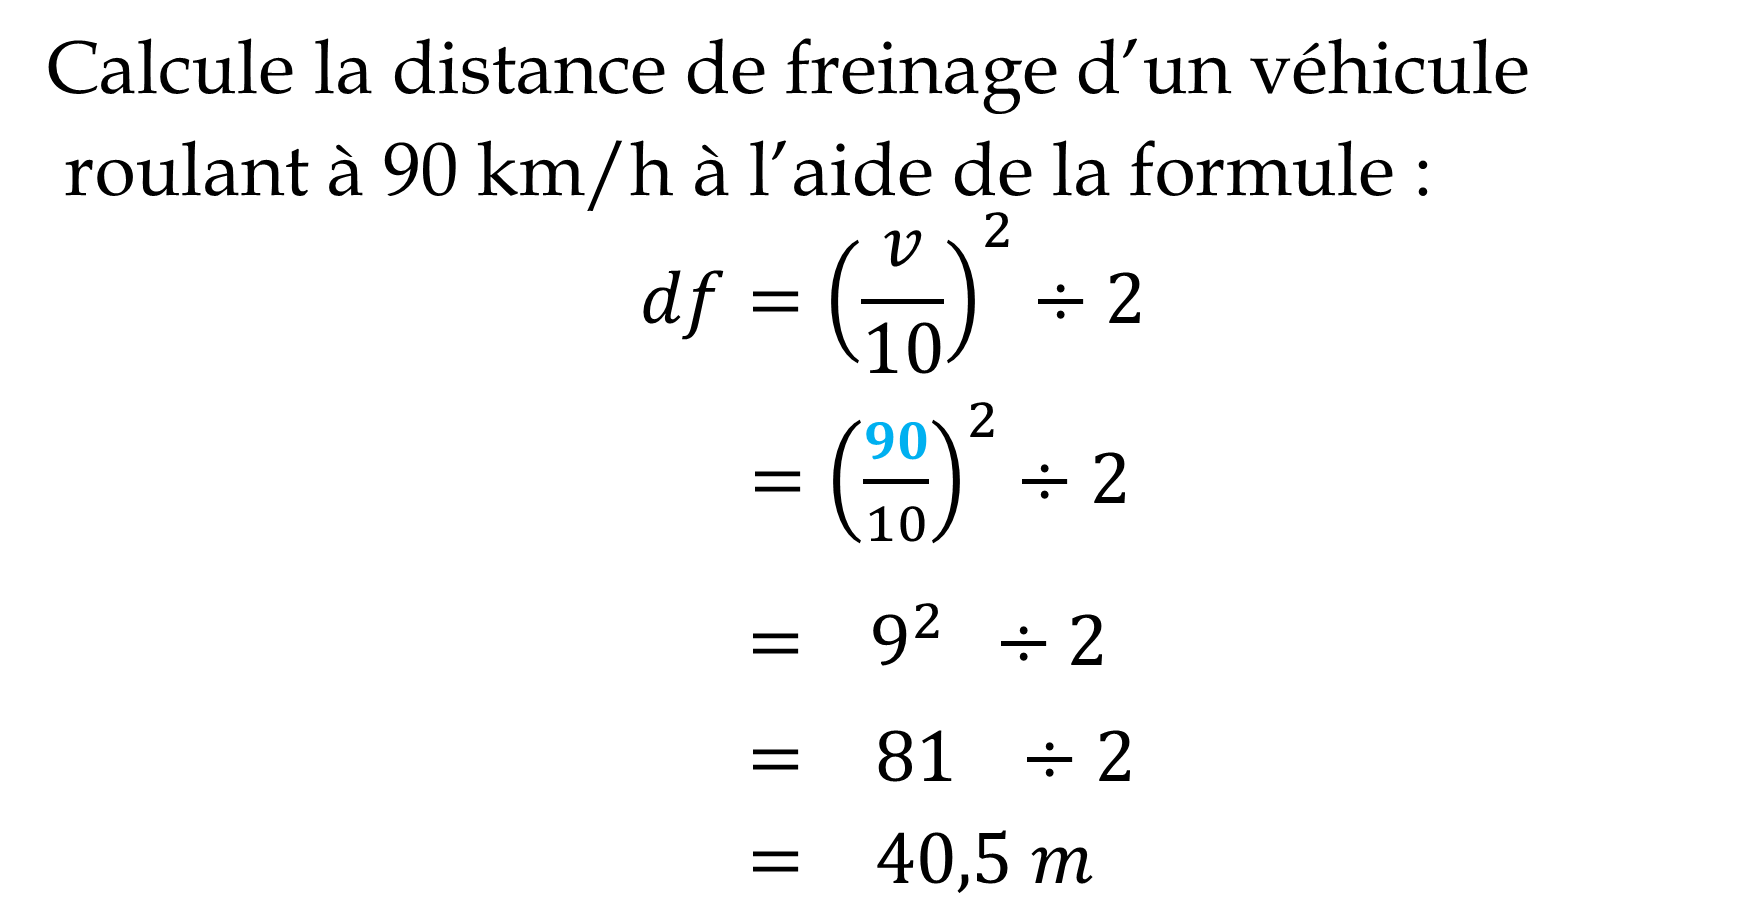 Calcule la distance de freinage d’un véhicule
roulant à 90 km/h à l’aide de la formule :
df = (v/10)² ÷ 2
= (90/10)² ÷ 2
= 9² ÷ 2
= 81 ÷ 2
= 40,5 m